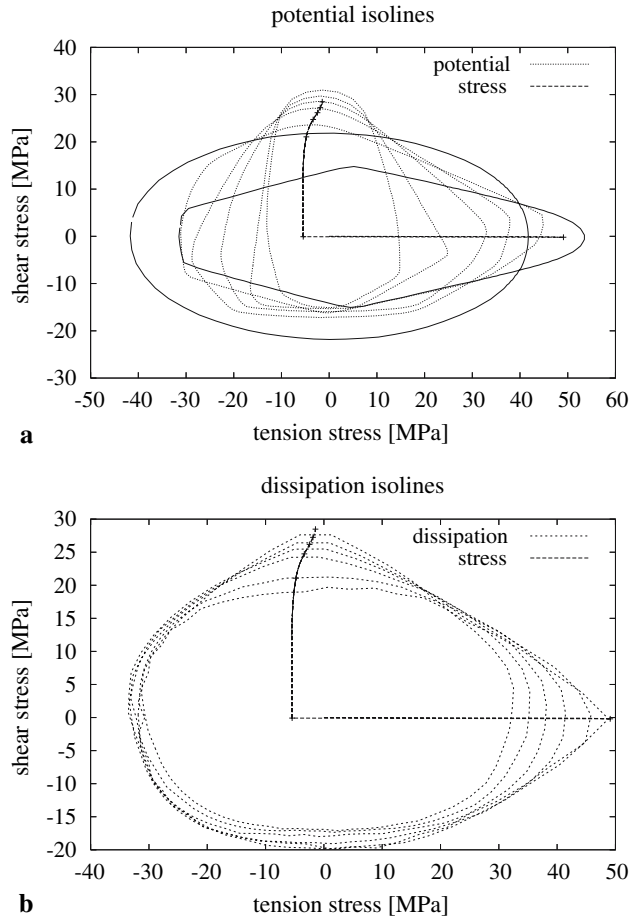 potential isolines
40
30
20
10
0
-10
-20
-30
shear stress [MPa]
potential
stress
-50 -40 -30 -20 -10 0 10 20 30 40 50 60
tension stress [MPa]
a
dissipation isolines
30
25
20
15
10
5
0
-5
-10
-15
-20
shear stress [MPa]
dissipation
stress
-40 -30 -20 -10 0 10 20 30 40 50
tension stress [MPa]
b